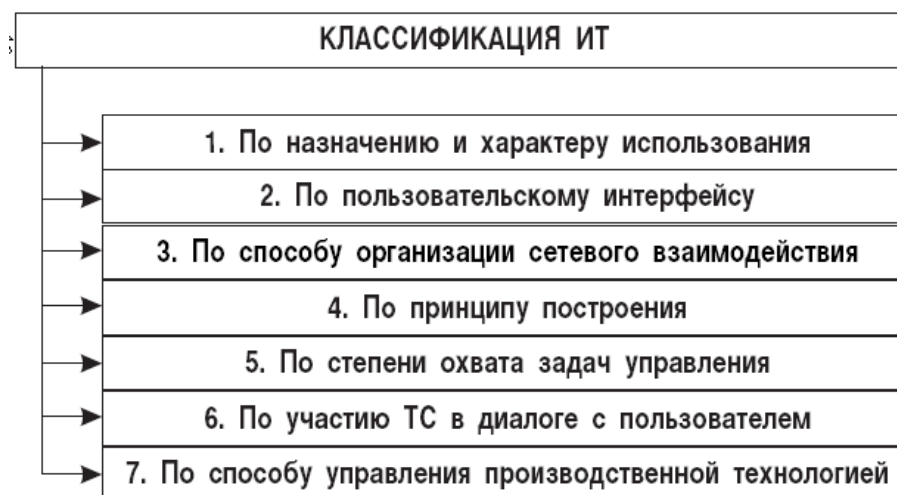 КЛАССИФИКАЦИЯ ИТ
1. По назначению и характеру использования
2. По пользовательскому интерфейсу
3. По способу организации сетевого взаимодействия
4. По принципу построения
5. По степени охвата задач управления
6. По участию ТС в диалоге с пользователем
7. По способу управления производственной технологией